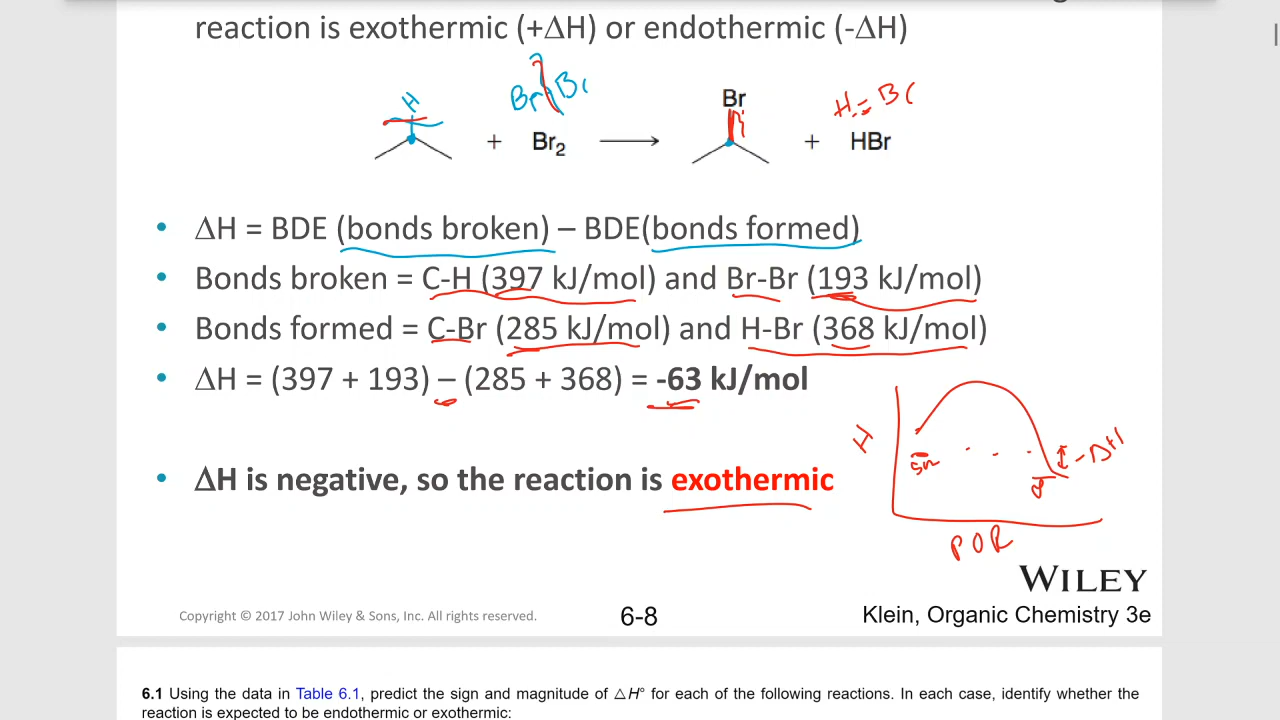 reaction is exothermic (+ΔH) or endothermic (-ΔH)
H
Br Br
Br
H Br
+ Br₂
+ HBr
• ΔH = BDE (bonds broken) – BDE(bonds formed)
• Bonds broken = C-H (397 kJ/mol) and Br-Br (193 kJ/mol)
• Bonds formed = C-Br (285 kJ/mol) and H-Br (368 kJ/mol)
• ΔH = (397 + 193) – (285 + 368) = -63 kJ/mol
H
-ΔH
• ΔH is negative, so the reaction is exothermic
POR
WILEY
Copyright © 2017 John Wiley & Sons, Inc. All rights reserved.
6-8
Klein, Organic Chemistry 3e
6.1 Using the data in Table 6.1, predict the sign and magnitude of △H° for each of the following reactions. In each case, identify whether the
reaction is expected to be endothermic or exothermic: